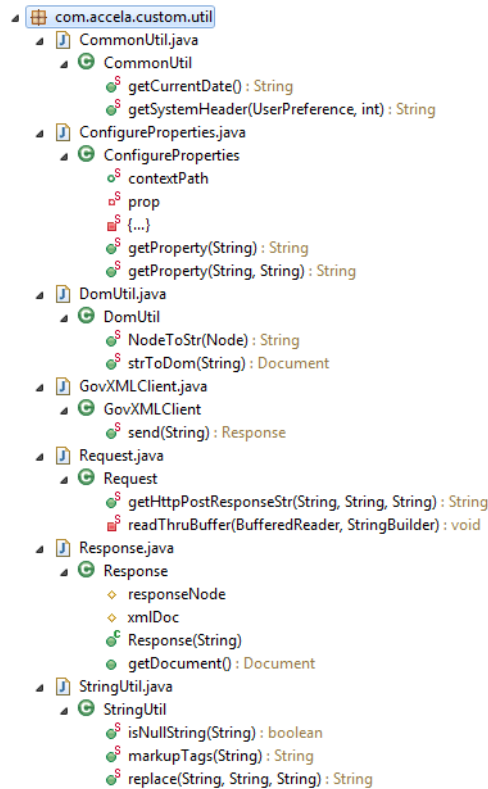 com.accela.custom.util
CommonUtil.java
CommonUtil
getCurrentDate() : String
getSystemHeader(UserPreference, int) : String
ConfigureProperties.java
ConfigureProperties
contextPath
prop
{...}
getProperty(String) : String
getProperty(String, String) : String
DomUtil.java
DomUtil
NodeToStr(Node) : String
strToDom(String) : Document
GovXMLClient.java
GovXMLClient
send(String) : Response
Request.java
Request
getHttpPostResponseStr(String, String, String) : String
readThruBuffer(BufferedReader, StringBuilder) : void
Response.java
Response
responseNode
xmlDoc
Response(String)
getDocument() : Document
StringUtil.java
StringUtil
isNullString(String) : boolean
markupTags(String) : String
replace(String, String, String) : String